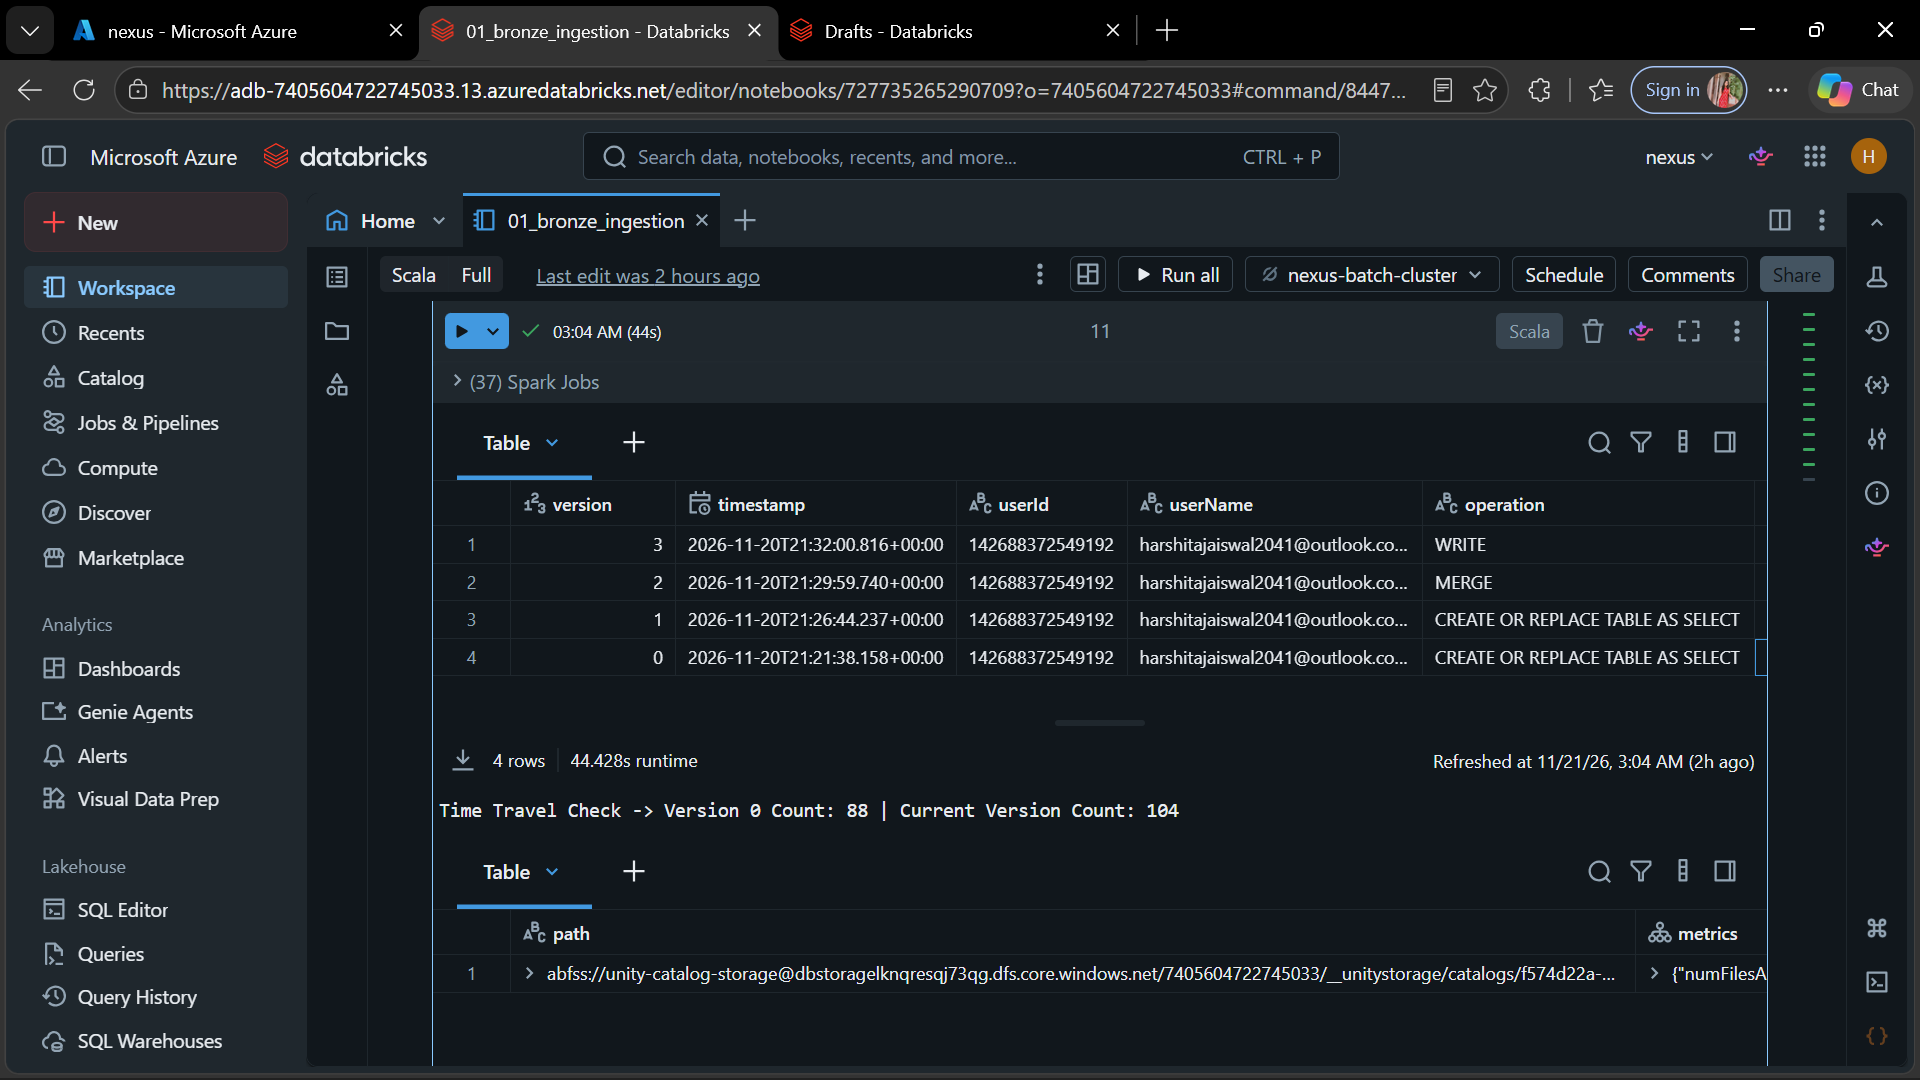 nexus - Microsoft Azure
01_bronze_ingestion - Databricks
Drafts - Databricks
https://adb-7405604722745033.13.azuredatabricks.net/editor/notebooks/727735265290709?o=7405604722745033#command/8447...
Sign in
Chat
Microsoft Azure
databricks
Search data, notebooks, recents, and more...
CTRL + P
nexus
H
New
Workspace
Recents
Catalog
Jobs & Pipelines
Compute
Discover
Marketplace
Analytics
Dashboards
Genie Agents
Alerts
Visual Data Prep
Lakehouse
SQL Editor
Queries
Query History
SQL Warehouses
Home
01_bronze_ingestion
Scala Full Last edit was 2 hours ago
Run all
nexus-batch-cluster
Schedule
Comments
Share
03:04 AM (44s)
11
Scala
(37) Spark Jobs
Table
version timestamp userId userName operation
1 3 2026-11-20T21:32:00.816+00:00 142688372549192 harshitajaiswal2041@outlook.co... WRITE
2 2 2026-11-20T21:29:59.740+00:00 142688372549192 harshitajaiswal2041@outlook.co... MERGE
3 1 2026-11-20T21:26:44.237+00:00 142688372549192 harshitajaiswal2041@outlook.co... CREATE OR REPLACE TABLE AS SELECT
4 0 2026-11-20T21:21:38.158+00:00 142688372549192 harshitajaiswal2041@outlook.co... CREATE OR REPLACE TABLE AS SELECT
4 rows 44.428s runtime
Refreshed at 11/21/26, 3:04 AM (2h ago)
Time Travel Check -> Version 0 Count: 88 | Current Version Count: 104
Table
path metrics
1 abfss://unity-catalog-storage@dbstoragelknqresqj73qg.dfs.core.windows.net/7405604722745033/__unitystorage/catalogs/f574d22a-... {"numFilesA